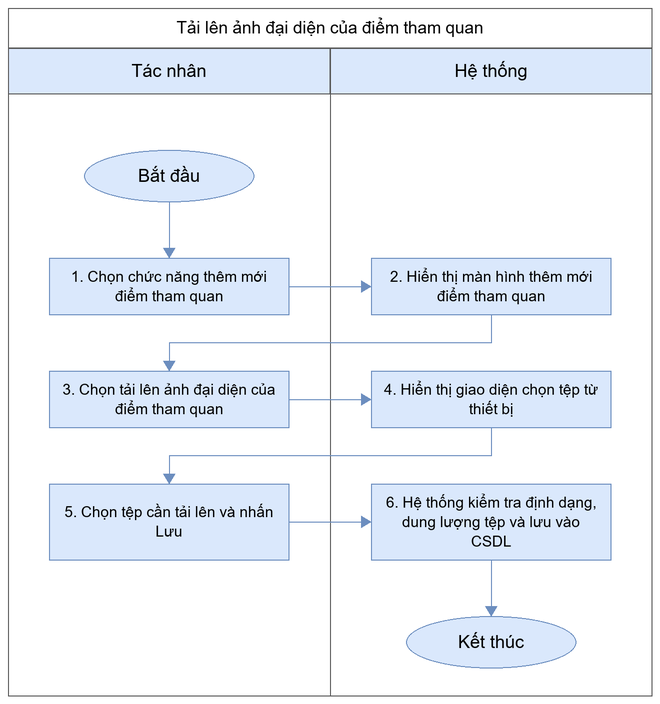 Tải lên ảnh đại diện của điểm tham quan
Tác nhân
Hệ thống
Bắt đầu
1. Chọn chức năng thêm mới
điểm tham quan
2. Hiển thị màn hình thêm mới
điểm tham quan
3. Chọn tải lên ảnh đại diện của
điểm tham quan
4. Hiển thị giao diện chọn tệp từ
thiết bị
5. Chọn tệp cần tải lên và nhấn
Lưu
6. Hệ thống kiểm tra định dạng,
dung lượng tệp và lưu vào
CSDL
Kết thúc